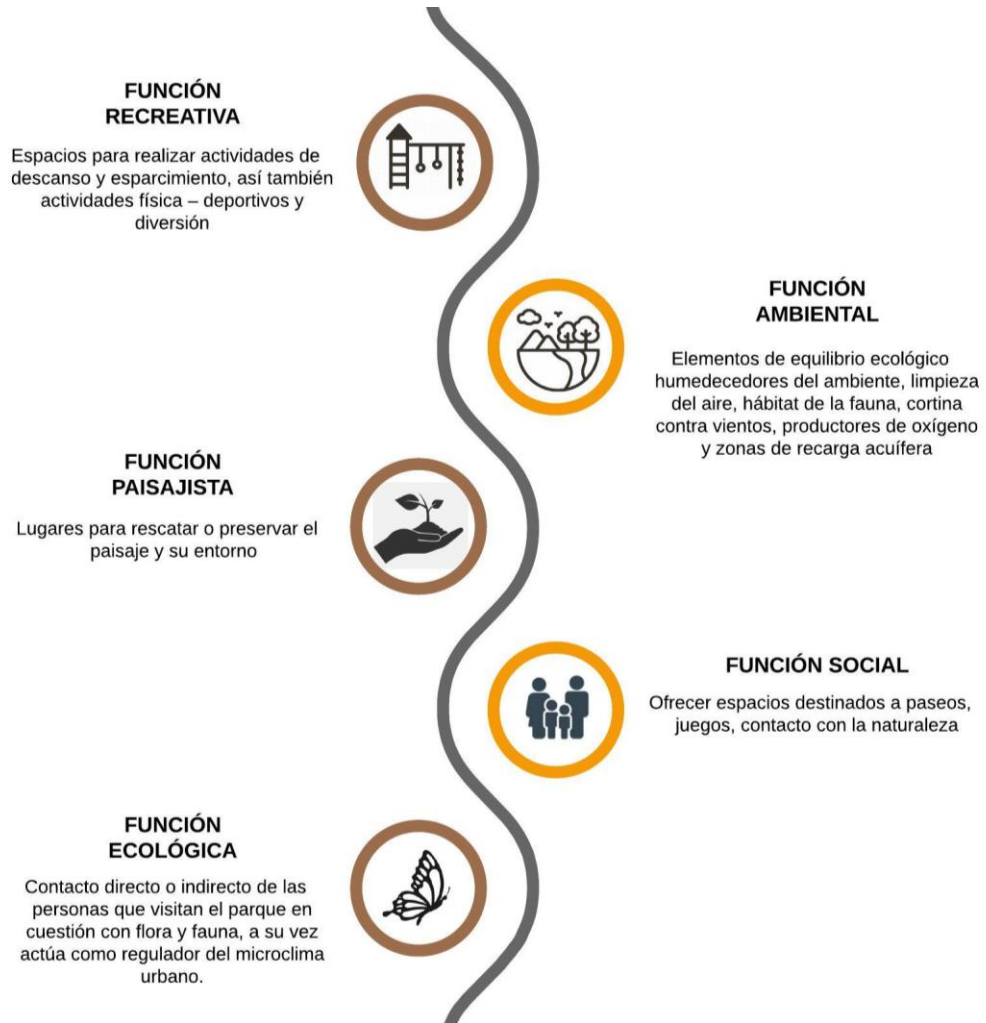 FUNCIÓN
RECREATIVA
Espacios para realizar actividades de
descanso y esparcimiento, así también
actividades física – deportivos y
diversión
FUNCIÓN
AMBIENTAL
Elementos de equilibrio ecológico
humedecedores del ambiente, limpieza
del aire, hábitat de la fauna, cortina
contra vientos, productores de oxígeno
y zonas de recarga acuífera
FUNCIÓN
PAISAJISTA
Lugares para rescatar o preservar el
paisaje y su entorno
FUNCIÓN SOCIAL
Ofrecer espacios destinados a paseos,
juegos, contacto con la naturaleza
FUNCIÓN
ECOLÓGICA
Contacto directo o indirecto de las
personas que visitan el parque en
cuestión con flora y fauna, a su vez
actúa como regulador del microclima
urbano.